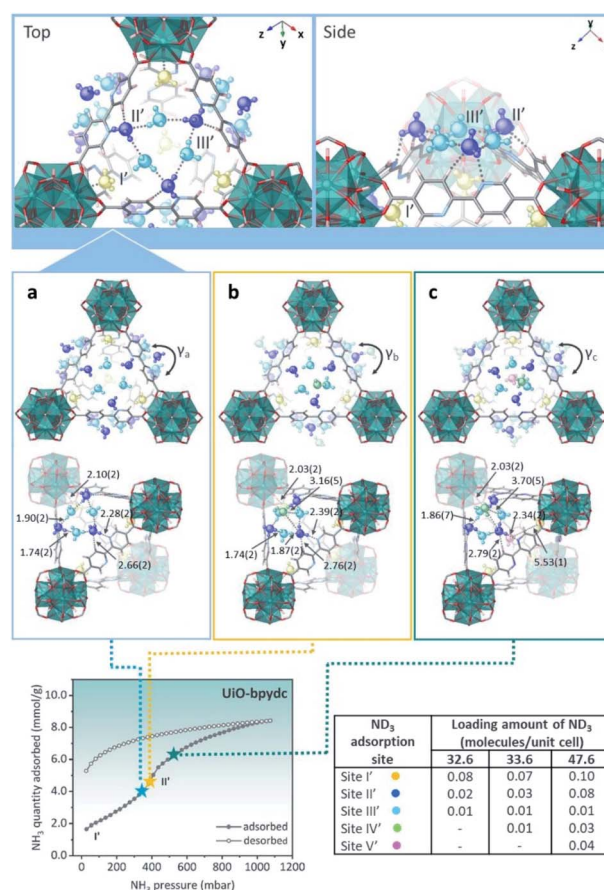 Top
Side
z
x
y
y
z
x
II'
III'
I'
III'
II'
I'
a
b
c
γa
γb
γc
2.10(2)
1.90(2)
2.28(2)
1.74(2)
2.66(2)
2.03(2)
3.16(5)
2.39(2)
1.74(2)
1.87(2)
2.76(2)
2.03(2)
3.70(5)
1.86(7)
2.34(2)
2.79(2)
5.53(1)
UiO-bpydc
NH3 quantity adsorbed (mmol/g)
10.0
8.0
6.0
4.0
2.0
0.0
II'
I'
adsorbed
desorbed
0 200 400 600 800 1000 1200
NH3 pressure (mbar)
ND3 adsorption site Loading amount of ND3 (molecules/unit cell)
32.6 33.6 47.6
Site I' 0.08 0.07 0.10
Site II' 0.02 0.03 0.08
Site III' 0.01 0.01 0.01
Site IV' - 0.01 0.03
Site V' - - 0.04